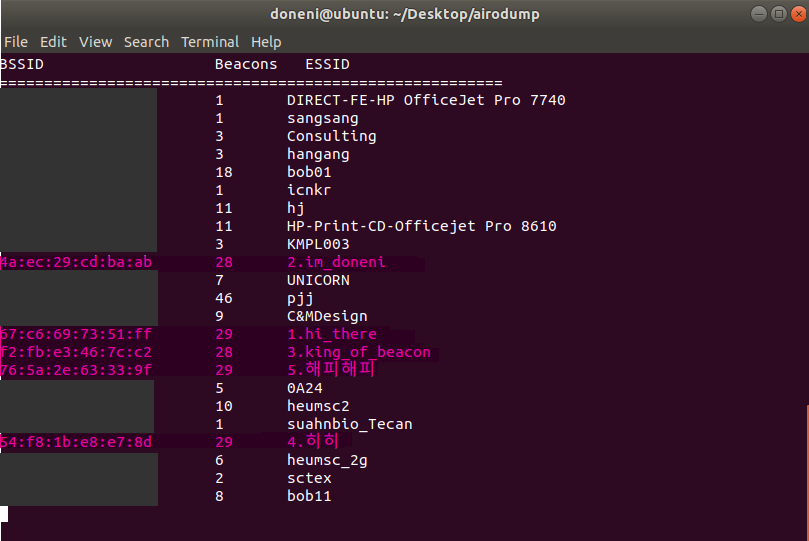 doneni@ubuntu: ~/Desktop/airodump
File Edit View Search Terminal Help
BSSID Beacons ESSID
========================================================
1 DIRECT-FE-HP OfficeJet Pro 7740
1 sangsang
3 Consulting
3 hangang
18 bob01
1 icnkr
11 hj
11 HP-Print-CD-Officejet Pro 8610
3 KMPL003
4a:ec:29:cd:ba:ab 28 2.im_doneni
7 UNICORN
46 pjj
9 C&MDesign
67:c6:69:73:51:ff 29 1.hi_there
f2:fb:e3:46:7c:c2 28 3.king_of_beacon
76:5a:2e:63:33:9f 29 5.해피해피
5 0A24
10 heumsc2
1 suahnbio_Tecan
54:f8:1b:e8:e7:8d 29 4.히히
6 heumsc_2g
2 sctex
8 bob11